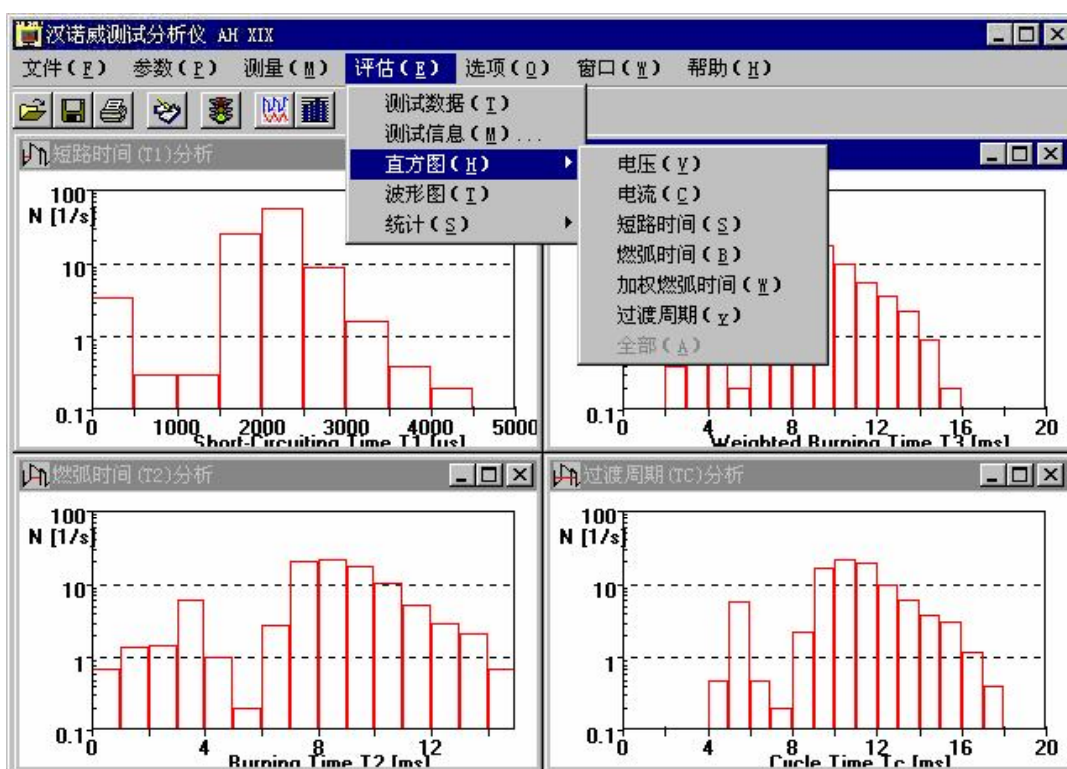 汉诺威测试分析仪 AH XIX
文件(F) 参数(P) 测量(M) 评估(E) 选项(O) 窗口(W) 帮助(H)
测试数据(T)
测试信息(M)...
直方图(H)
波形图(T)
统计(S)
电压(V)
电流(C)
短路时间(S)
燃弧时间(B)
加权燃弧时间(W)
过渡周期(Y)
全部(A)
短路时间(T1)分析
100
N [1/s]
10
1
0.1
0 1000 2000 3000 4000 5000
Short-Circuiting Time T1 [us]
0.1
0 4 8 12 16 20
Weighted Burning Time T3 [ms]
燃弧时间(T2)分析
100
N [1/s]
10
1
0.1
0 4 8 12
Burning Time T2 [ms]
过渡周期(TC)分析
100
N [1/s]
10
1
0.1
0 4 8 12 16 20
Cycle Time Tc [ms]